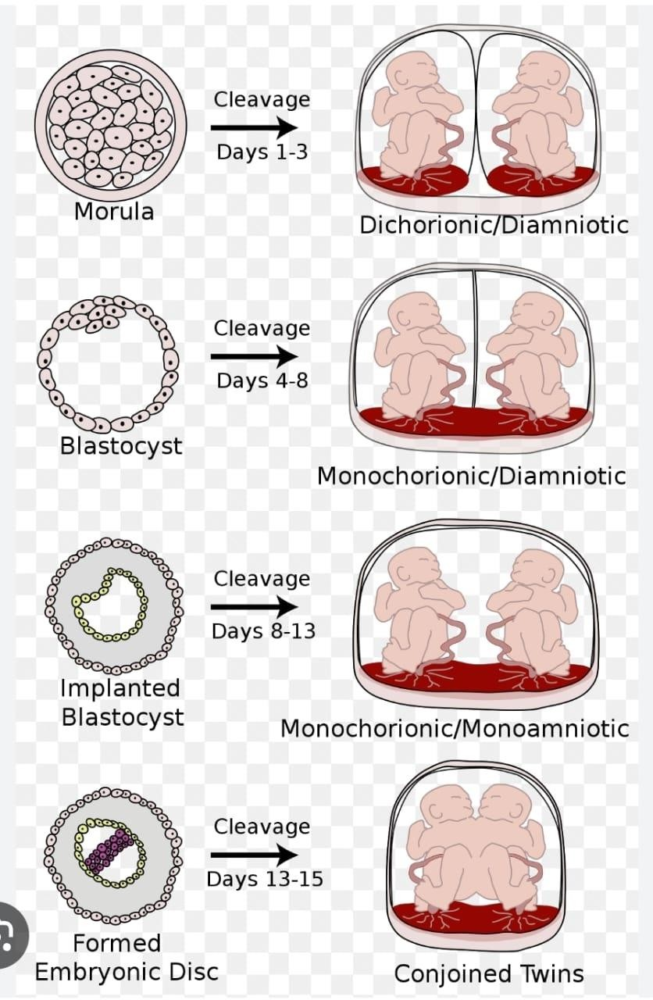 Cleavage
Days 1-3
Morula
Dichorionic/Diamniotic
Cleavage
Days 4-8
Blastocyst
Monochorionic/Diamniotic
Cleavage
Days 8-13
Implanted
Blastocyst
Monochorionic/Monoamniotic
Cleavage
Days 13-15
Formed
Embryonic Disc
Conjoined Twins